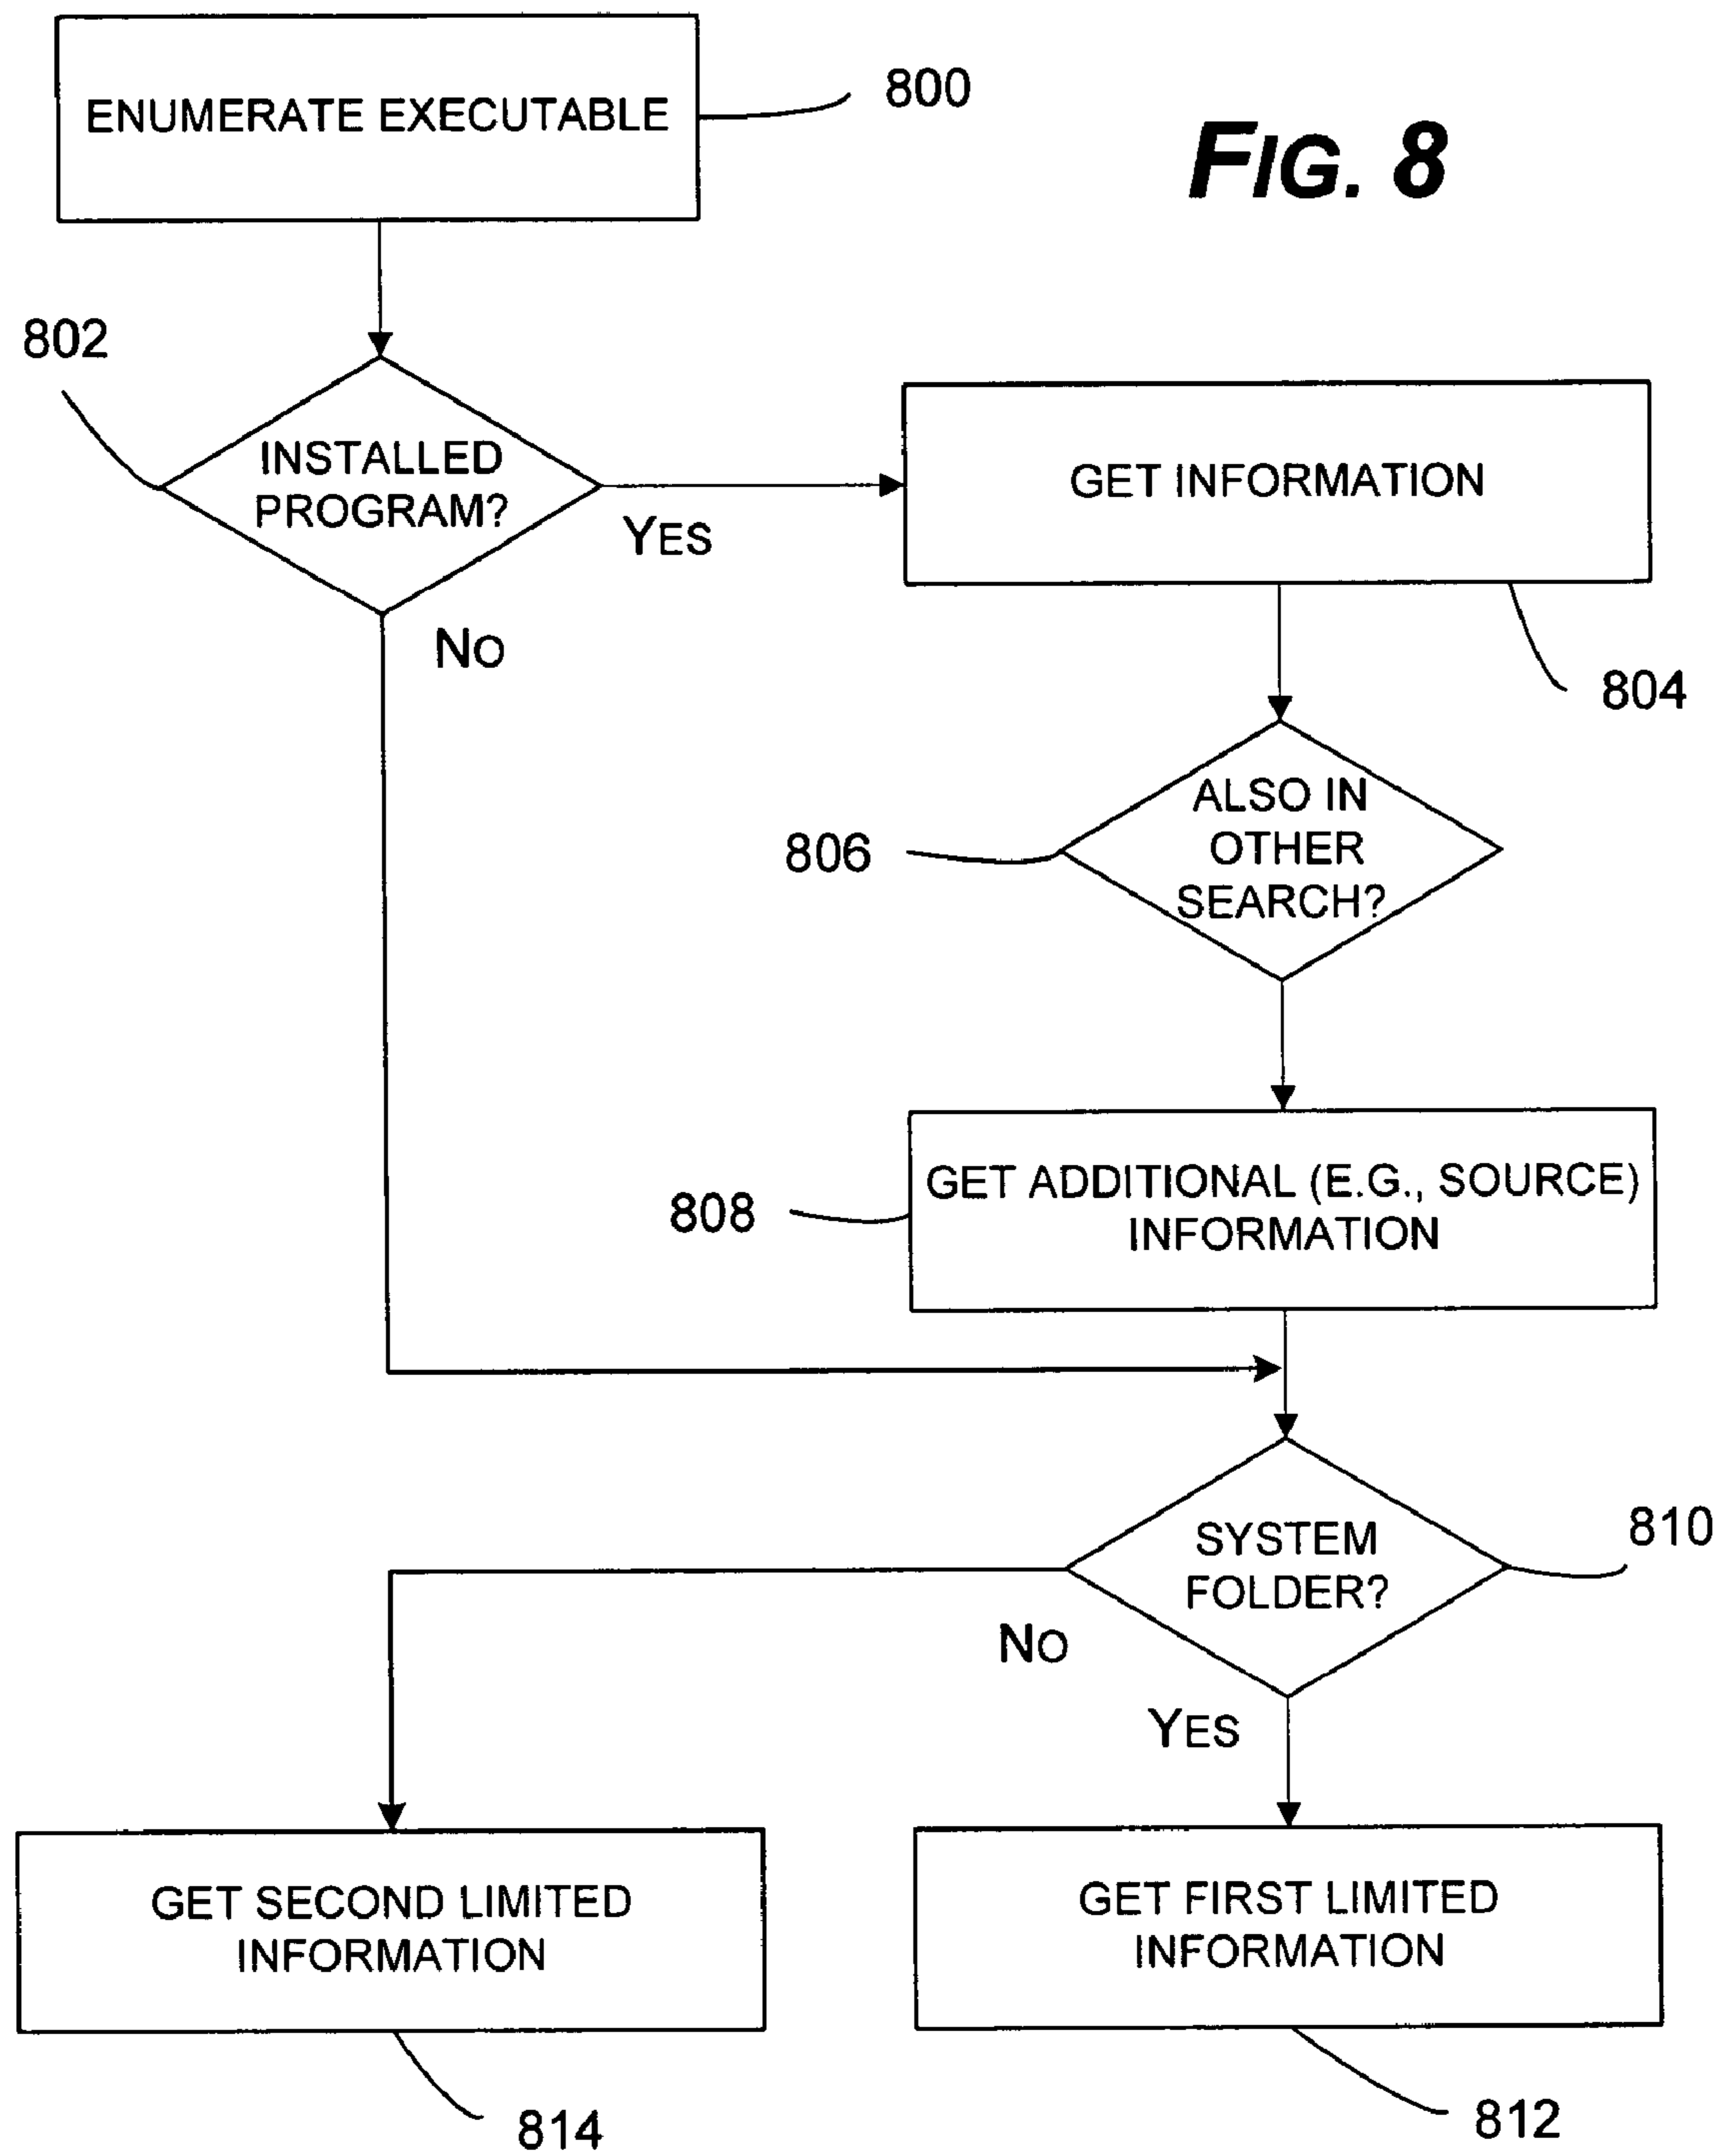 ENUMERATE EXECUTABLE
800
FIG. 8
802
INSTALLED
PROGRAM?
YES
NO
GET INFORMATION
804
ALSO IN
OTHER
SEARCH?
806
GET ADDITIONAL (E.G., SOURCE)
INFORMATION
808
SYSTEM
FOLDER?
810
NO
YES
GET SECOND LIMITED
INFORMATION
GET FIRST LIMITED
INFORMATION
814
812